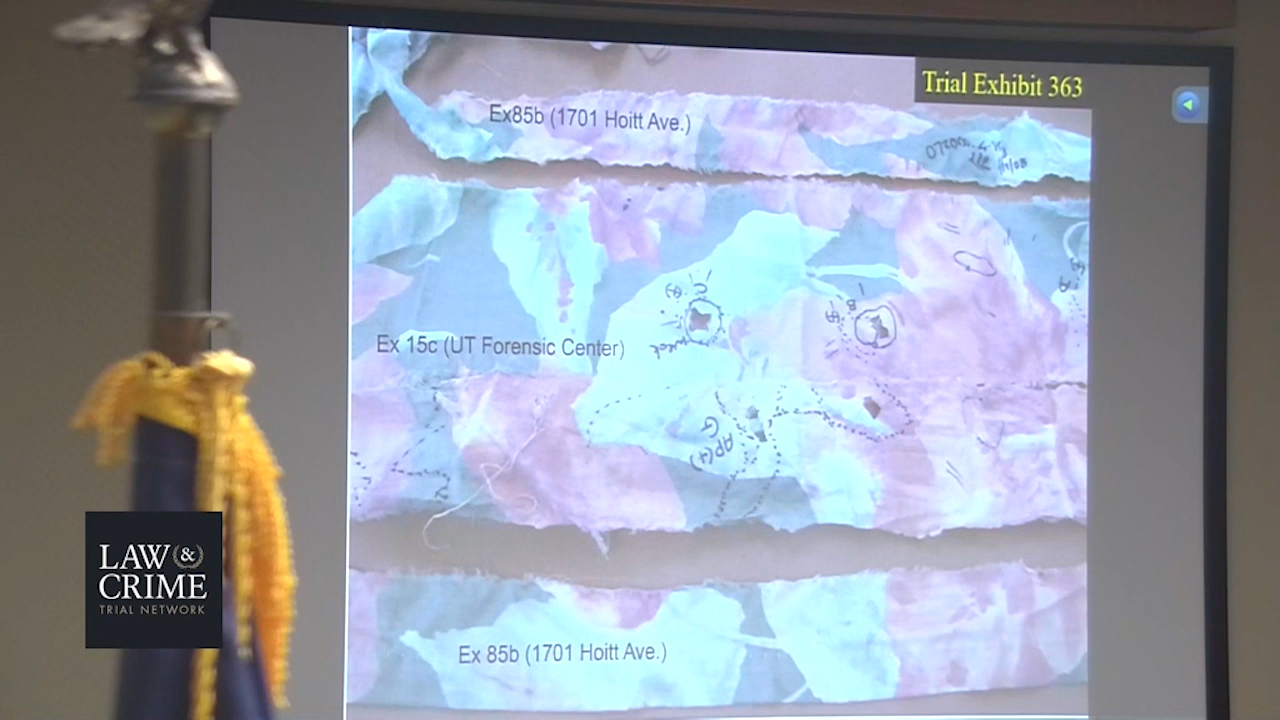 Trial Exhibit 363
Ex85b (1701 Hoitt Ave.)
Ex 15c (UT Forensic Center)
AP(+)
G
Ex 85b (1701 Hoitt Ave.)
LAW &
CRIME
TRIAL NETWORK